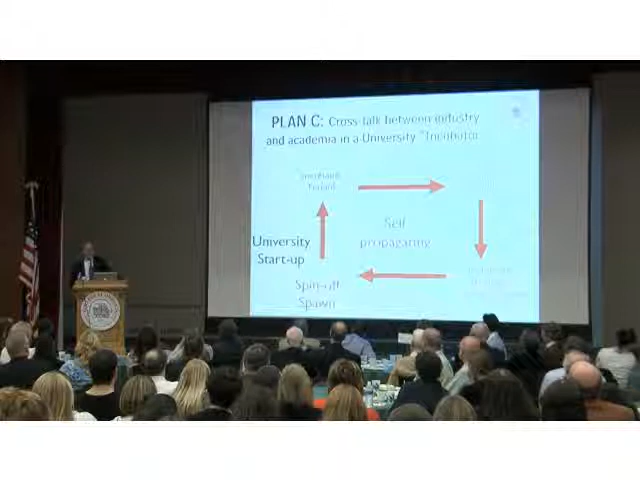 PLAN C: Cross-talk between industry
and academia in a University "Incubator
Self
propagating
University
Start-up
Spin-off
Spawn